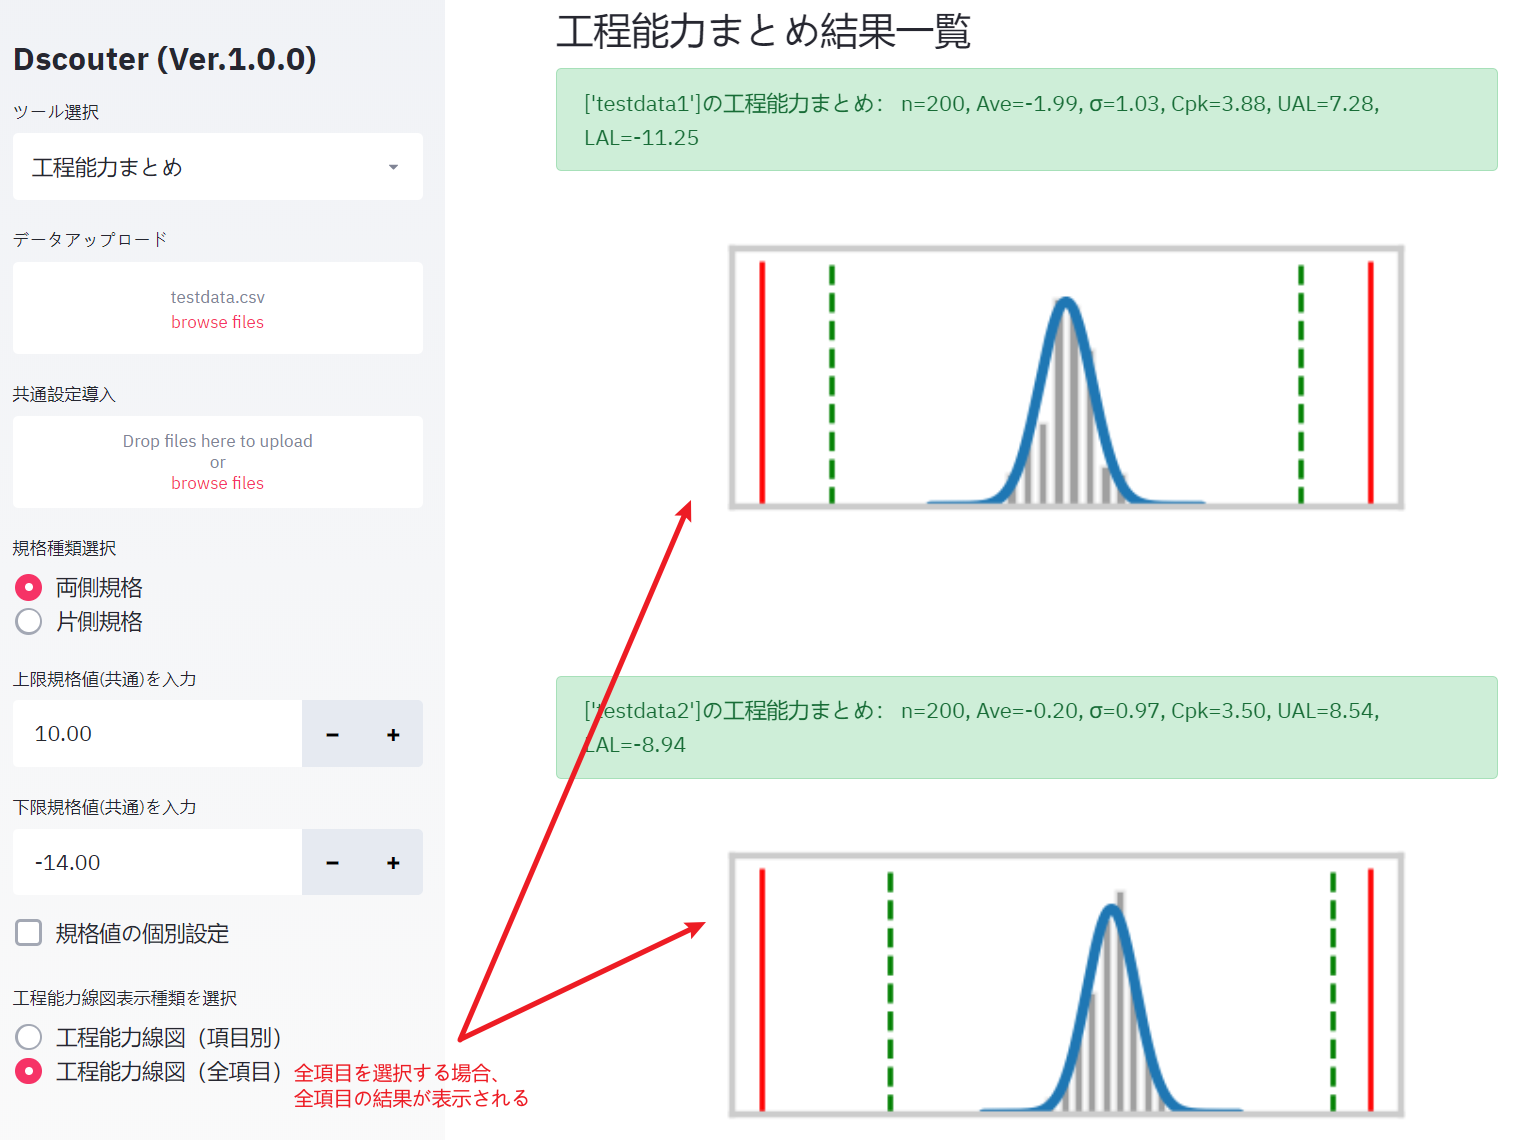 Dscouter (Ver.1.0.0)
ツール選択
工程能力まとめ
データアップロード
testdata.csv
browse files
共通設定導入
Drop files here to upload
or
browse files
規格種類選択
両側規格
片側規格
上限規格値(共通)を入力
10.00
−
+
下限規格値(共通)を入力
-14.00
−
+
規格値の個別設定
工程能力線図表示種類を選択
工程能力線図（項目別）
工程能力線図（全項目）
全項目を選択する場合、
全項目の結果が表示される
工程能力まとめ結果一覧
['testdata1']の工程能力まとめ： n=200, Ave=-1.99, σ=1.03, Cpk=3.88, UAL=7.28,
LAL=-11.25
['testdata2']の工程能力まとめ： n=200, Ave=-0.20, σ=0.97, Cpk=3.50, UAL=8.54,
LAL=-8.94